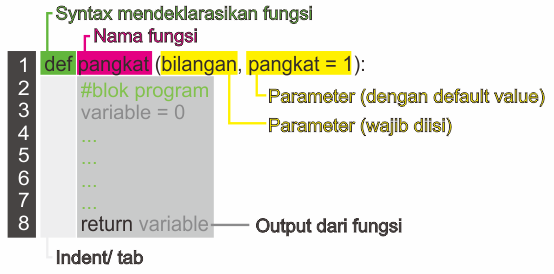 Syntax mendeklarasikan fungsi
Nama fungsi
1 def pangkat (bilangan, pangkat = 1):
2 #blok program
3 variable = 0
4 ...
5 ...
6 ...
7 ...
8 return variable
Parameter (dengan default value)
Parameter (wajib diisi)
Output dari fungsi
Indent/ tab